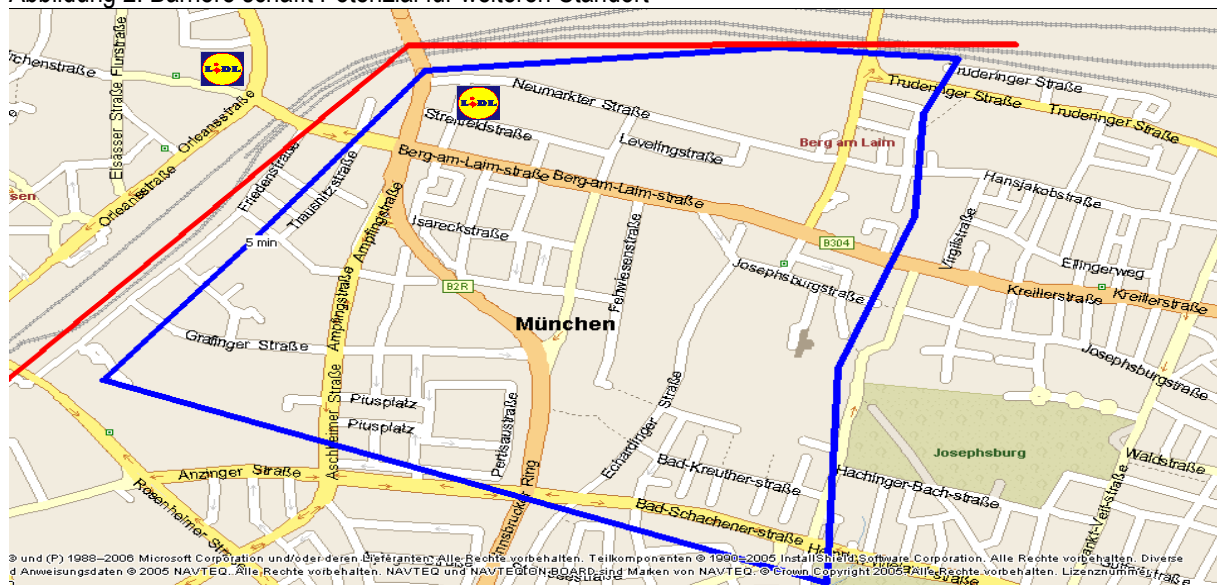 Abbildung 2: Barriere schafft Potenzial für weiteren Standort
LIDL
Elsässer Straße
Flurstraße
Orleansstraße
Orleansstraße
Friedenstraße
Trausnitzstraße
5 min
LIDL
Neumarkter Straße
Streitfeldstraße
Levelingstraße
Berg-am-Laim-straße
Berg-am-Laim-straße
Truderinger Straße
Truderinger Straße
Truderinger Straße
Berg am Laim
Hansjakobstraße
Ampfingstraße
Ampfingstraße
Isareckstraße
Fehwiesenstraße
B304
Virgilstraße
Josephsburgstraße
Effingerweg
Kreillerstraße
Kreillerstraße
B2R
München
Grafinger Straße
Josephsburgstraße
Piusplatz
Piusplatz
Aschheimer Straße
Pertisaustraße
Echardinger Straße
Bad-Kreuther-straße
Josephsburg
Waldstraße
Hachinger-Bach-straße
Anzinger Straße
Rosenheimer
Innsbrucker Ring
Bad-Schachener-straße
und (P) 1988–2006 Microsoft Corporation und/oder deren Lieferanten. Alle Rechte vorbehalten. Teilkomponenten © 1990–2005 InstallShield Software Corporation. Alle Rechte vorbehalten. Diverse
Anweisungsdaten © 2005 NAVTEQ. Alle Rechte vorbehalten. NAVTEQ und NAVTEQ ON BOARD sind Marken von NAVTEQ. © Crown Copyright 2005. Alle Rechte vorbehalten. Lizenznummer